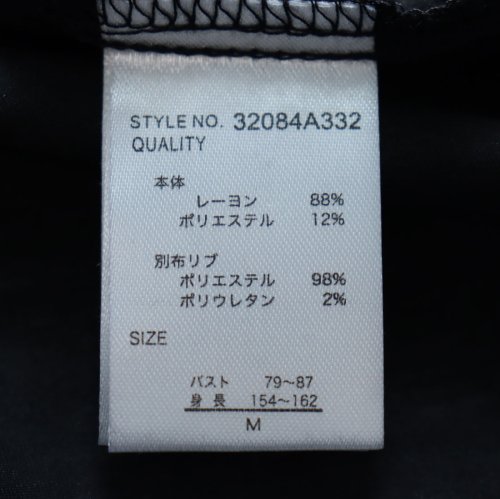 STYLE NO. 32084A332
QUALITY
本体
レーヨン 88%
ポリエステル 12%
別布リブ
ポリエステル 98%
ポリウレタン 2%
SIZE
バスト 79〜87
身長 154〜162
M